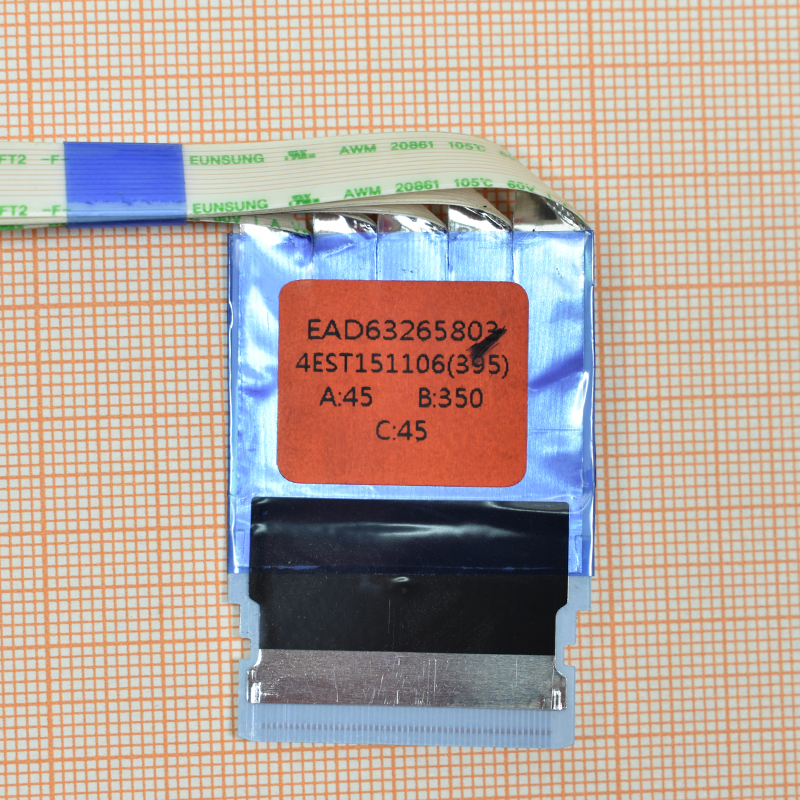 FT2 -F- EUNSUNG AWM 20861 105℃
FT2 -F- EUNSUNG AWM 20861 105℃ 60V
EAD63265803
4EST151106(395)
A:45 B:350
C:45